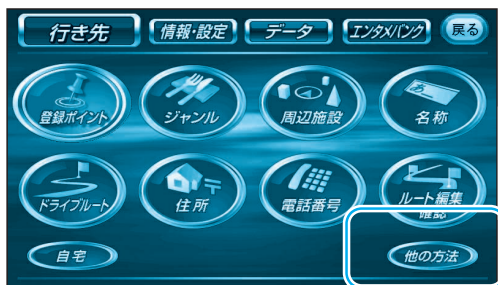 行き先 情報・設定 データ エンタメバンク 戻る
登録ポイント ジャンル 周辺施設 名称
ドライブルート 住所 電話番号 ルート編集
確認
自宅 他の方法